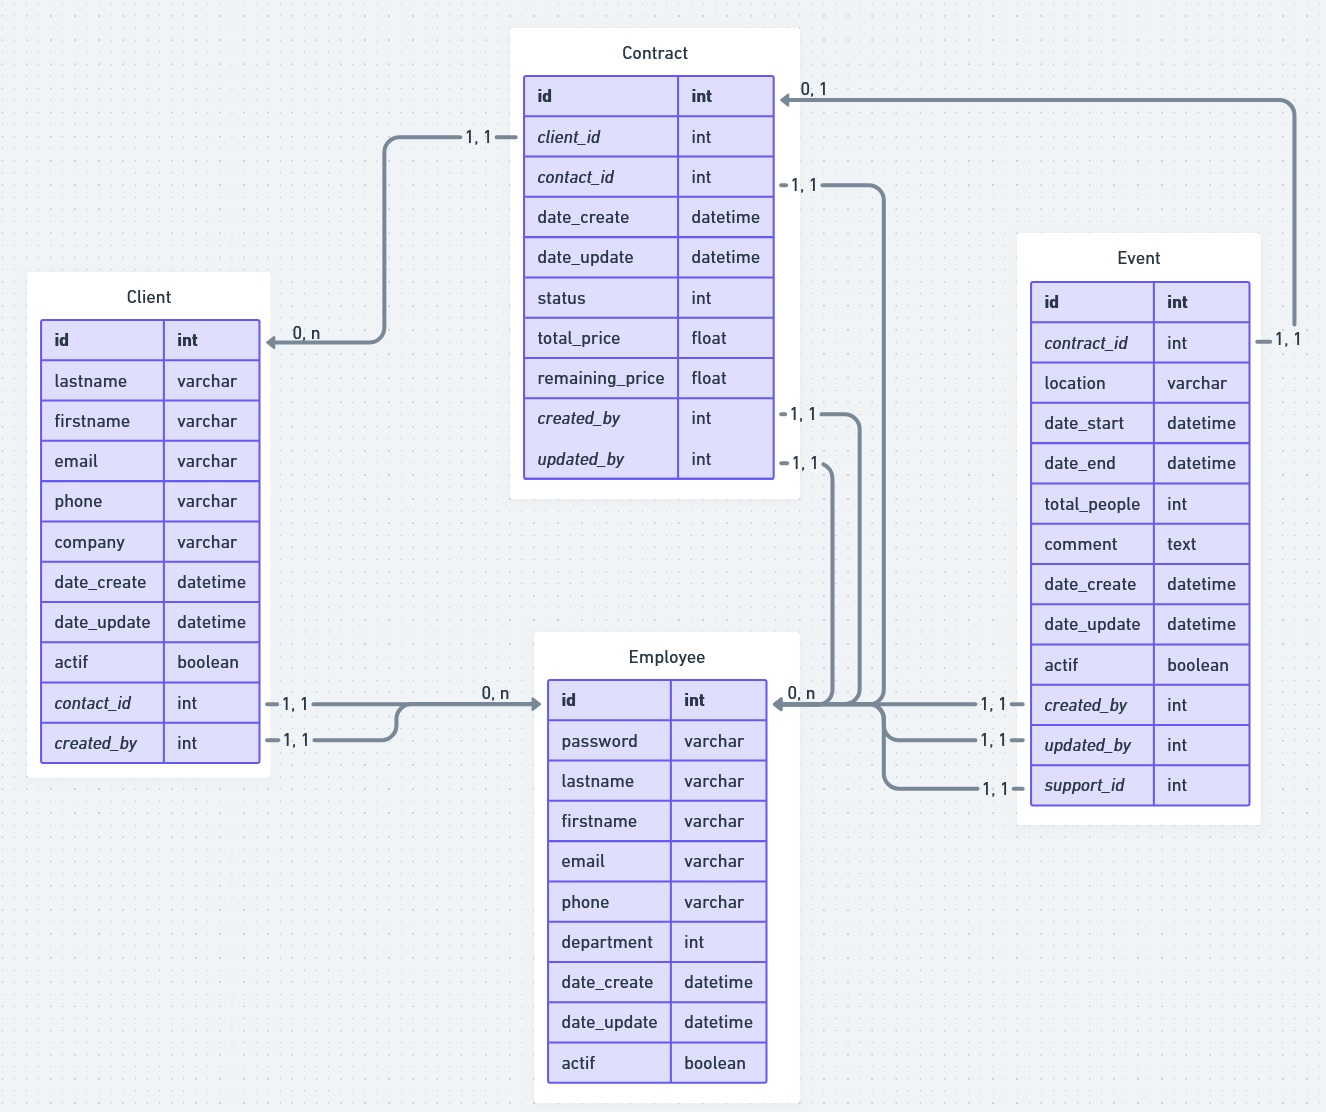 Contract
id int
client_id int
contact_id int
date_create datetime
date_update datetime
status int
total_price float
remaining_price float
created_by int
updated_by int
0, 1
1, 1
1, 1
1, 1
1, 1
Client
id int
lastname varchar
firstname varchar
email varchar
phone varchar
company varchar
date_create datetime
date_update datetime
actif boolean
contact_id int
created_by int
0, n
1, 1
1, 1
Event
id int
contract_id int
location varchar
date_start datetime
date_end datetime
total_people int
comment text
date_create datetime
date_update datetime
actif boolean
created_by int
updated_by int
support_id int
1, 1
1, 1
1, 1
1, 1
Employee
id int
password varchar
lastname varchar
firstname varchar
email varchar
phone varchar
department int
date_create datetime
date_update datetime
actif boolean
0, n
0, n